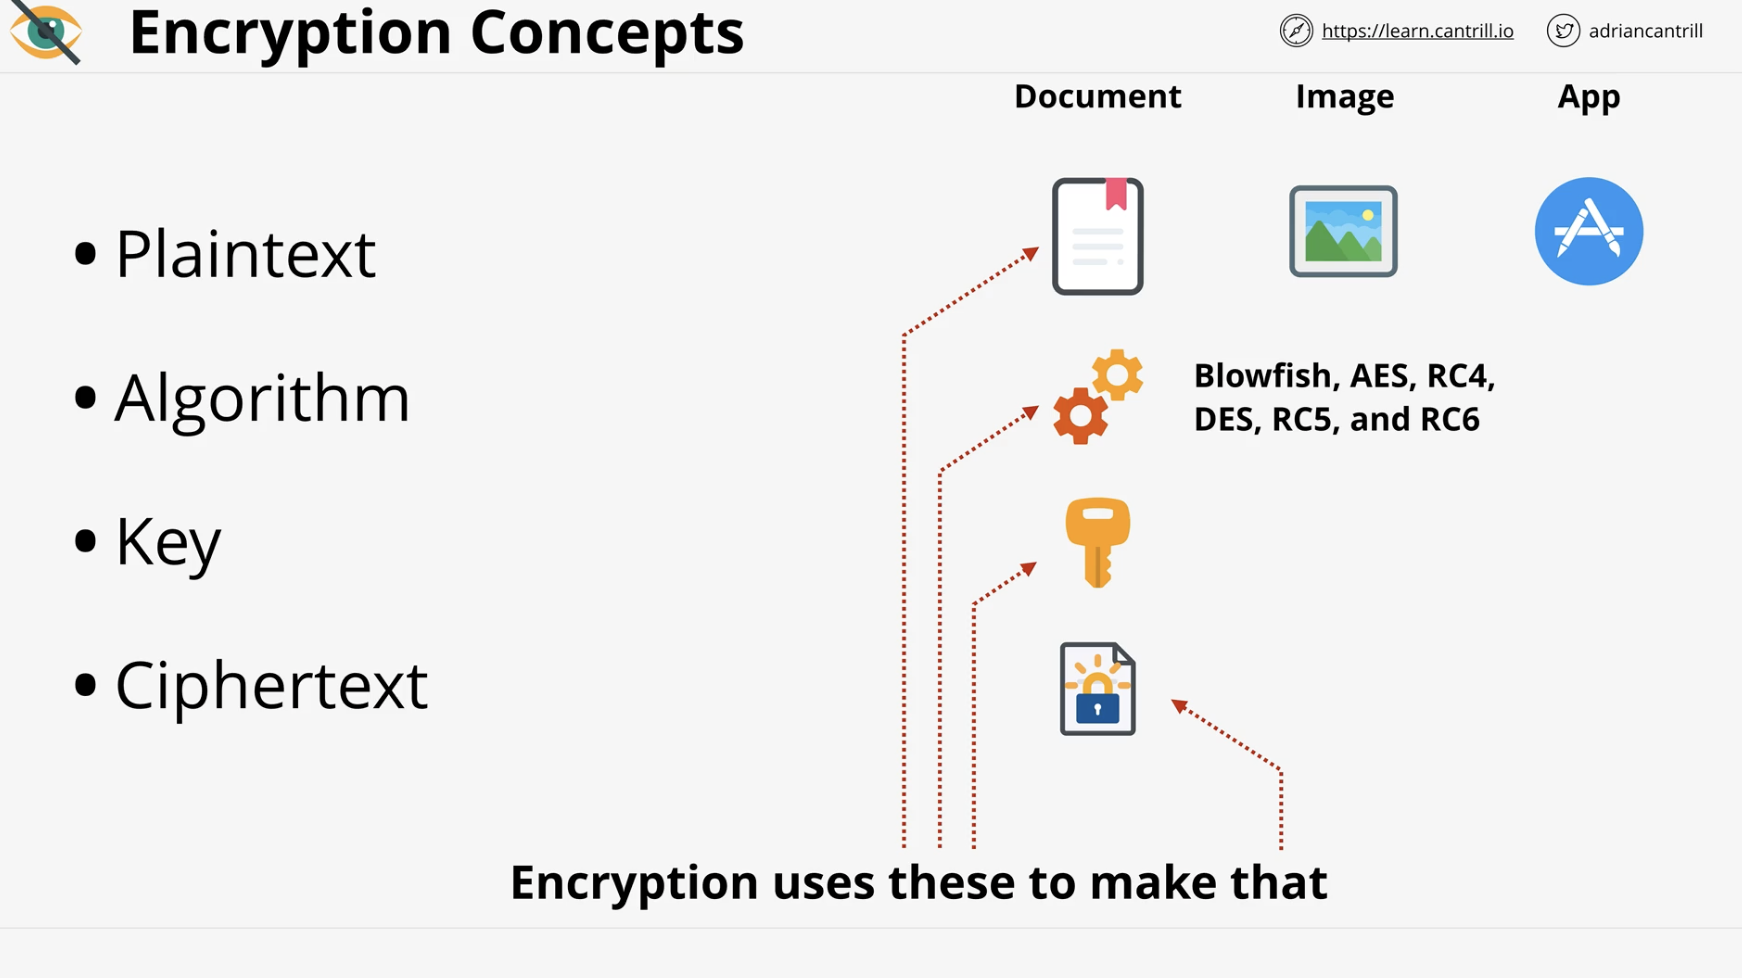 Encryption Concepts
https://learn.cantrill.io
adriancantrill
Document
Image
App
• Plaintext
• Algorithm
Blowfish, AES, RC4,
DES, RC5, and RC6
• Key
• Ciphertext
Encryption uses these to make that